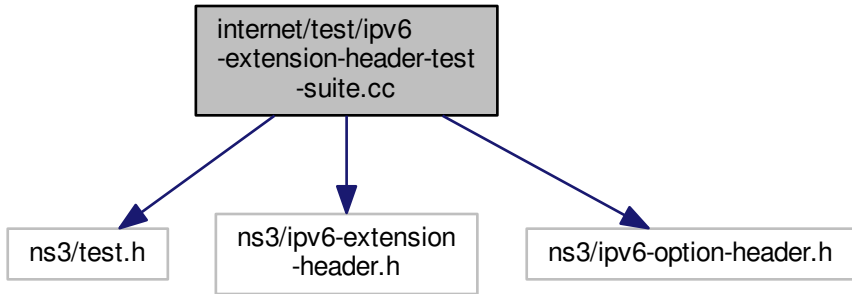 internet/test/ipv6
-extension-header-test
-suite.cc
ns3/test.h
ns3/ipv6-extension
-header.h
ns3/ipv6-option-header.h